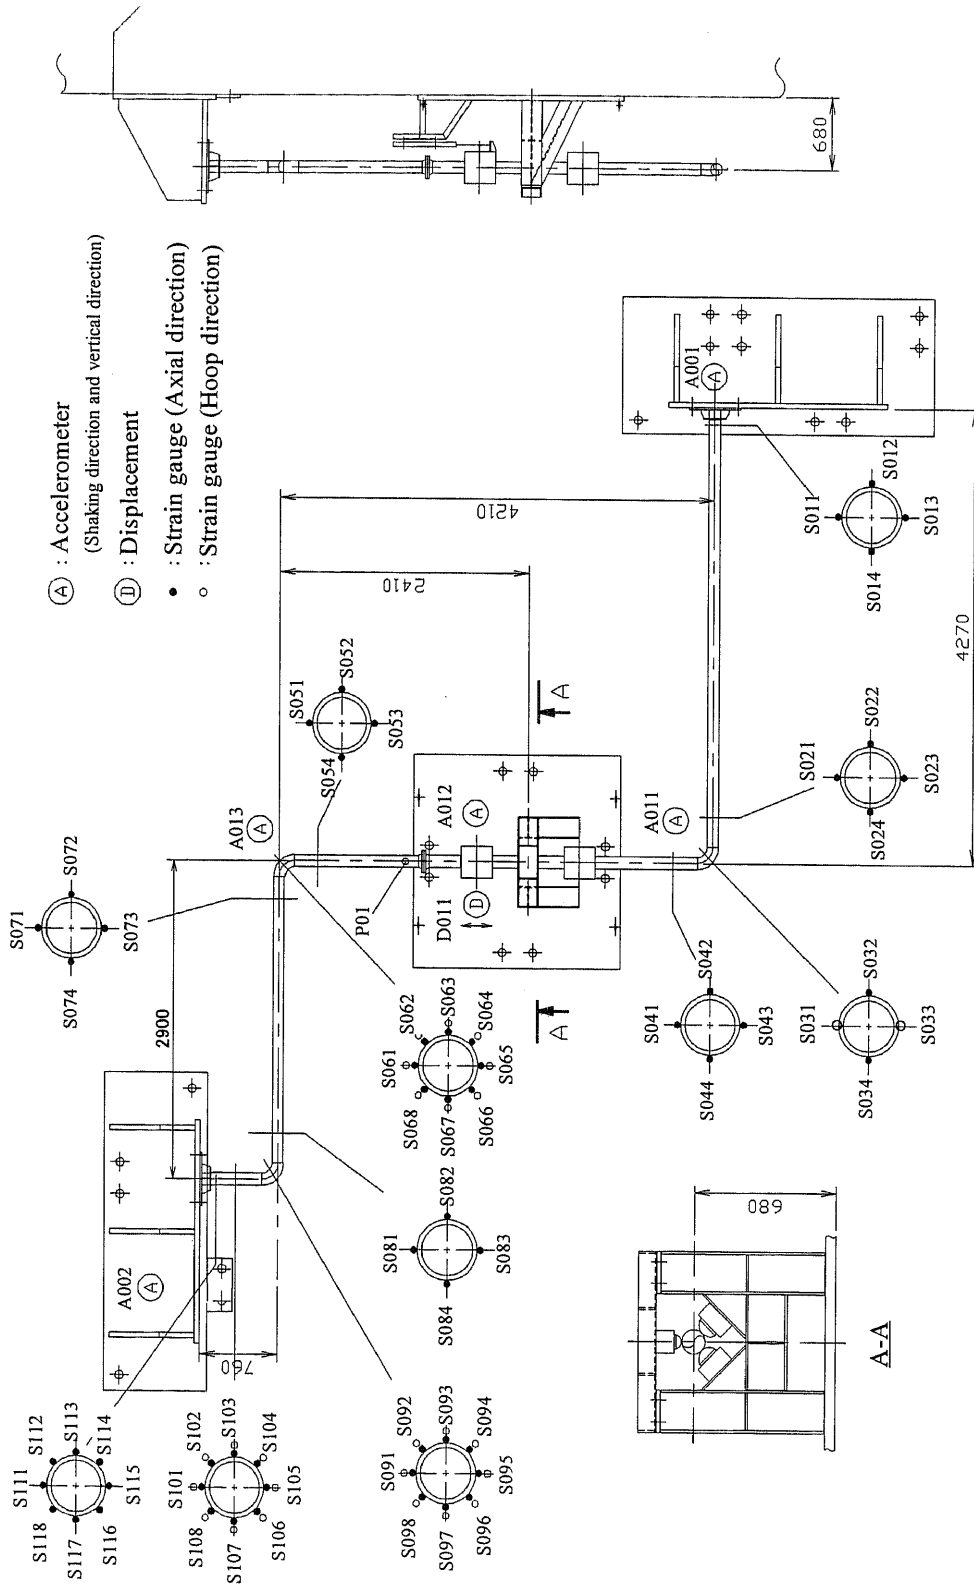 Ⓐ : Accelerometer
(Shaking direction and vertical direction)
Ⓓ : Displacement
● : Strain gauge (Axial direction)
○ : Strain gauge (Hoop direction)
680
S111
S112
S113
S114
S115
S116
S117
S118
S101
S102
S103
S104
S105
S106
S107
S108
S091
S092
S093
S094
S095
S096
S097
S098
A002
A
760
2900
S071
S072
S073
S074
S081
S082
S083
S084
S061
S062
S063
S064
S065
S066
S067
S068
A013
A
S051
S052
S053
S054
P01
D011
D
A012
A
A
A
2410
4210
A011
A
S041
S042
S043
S044
S031
S032
S033
S034
S021
S022
S023
S024
S011
S012
S013
S014
A001
A
4270
680
A-A